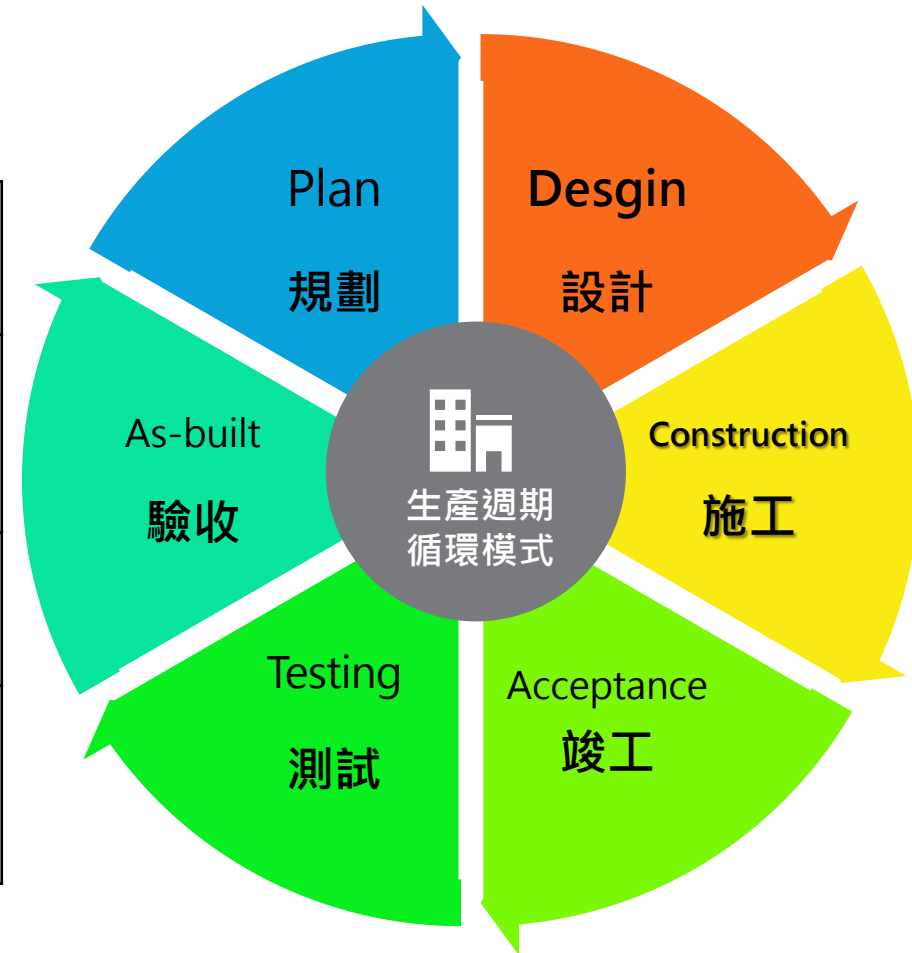 Plan
規劃
Desgin
設計
Construction
施工
Acceptance
竣工
Testing
測試
As-built
驗收
生產週期
循環模式